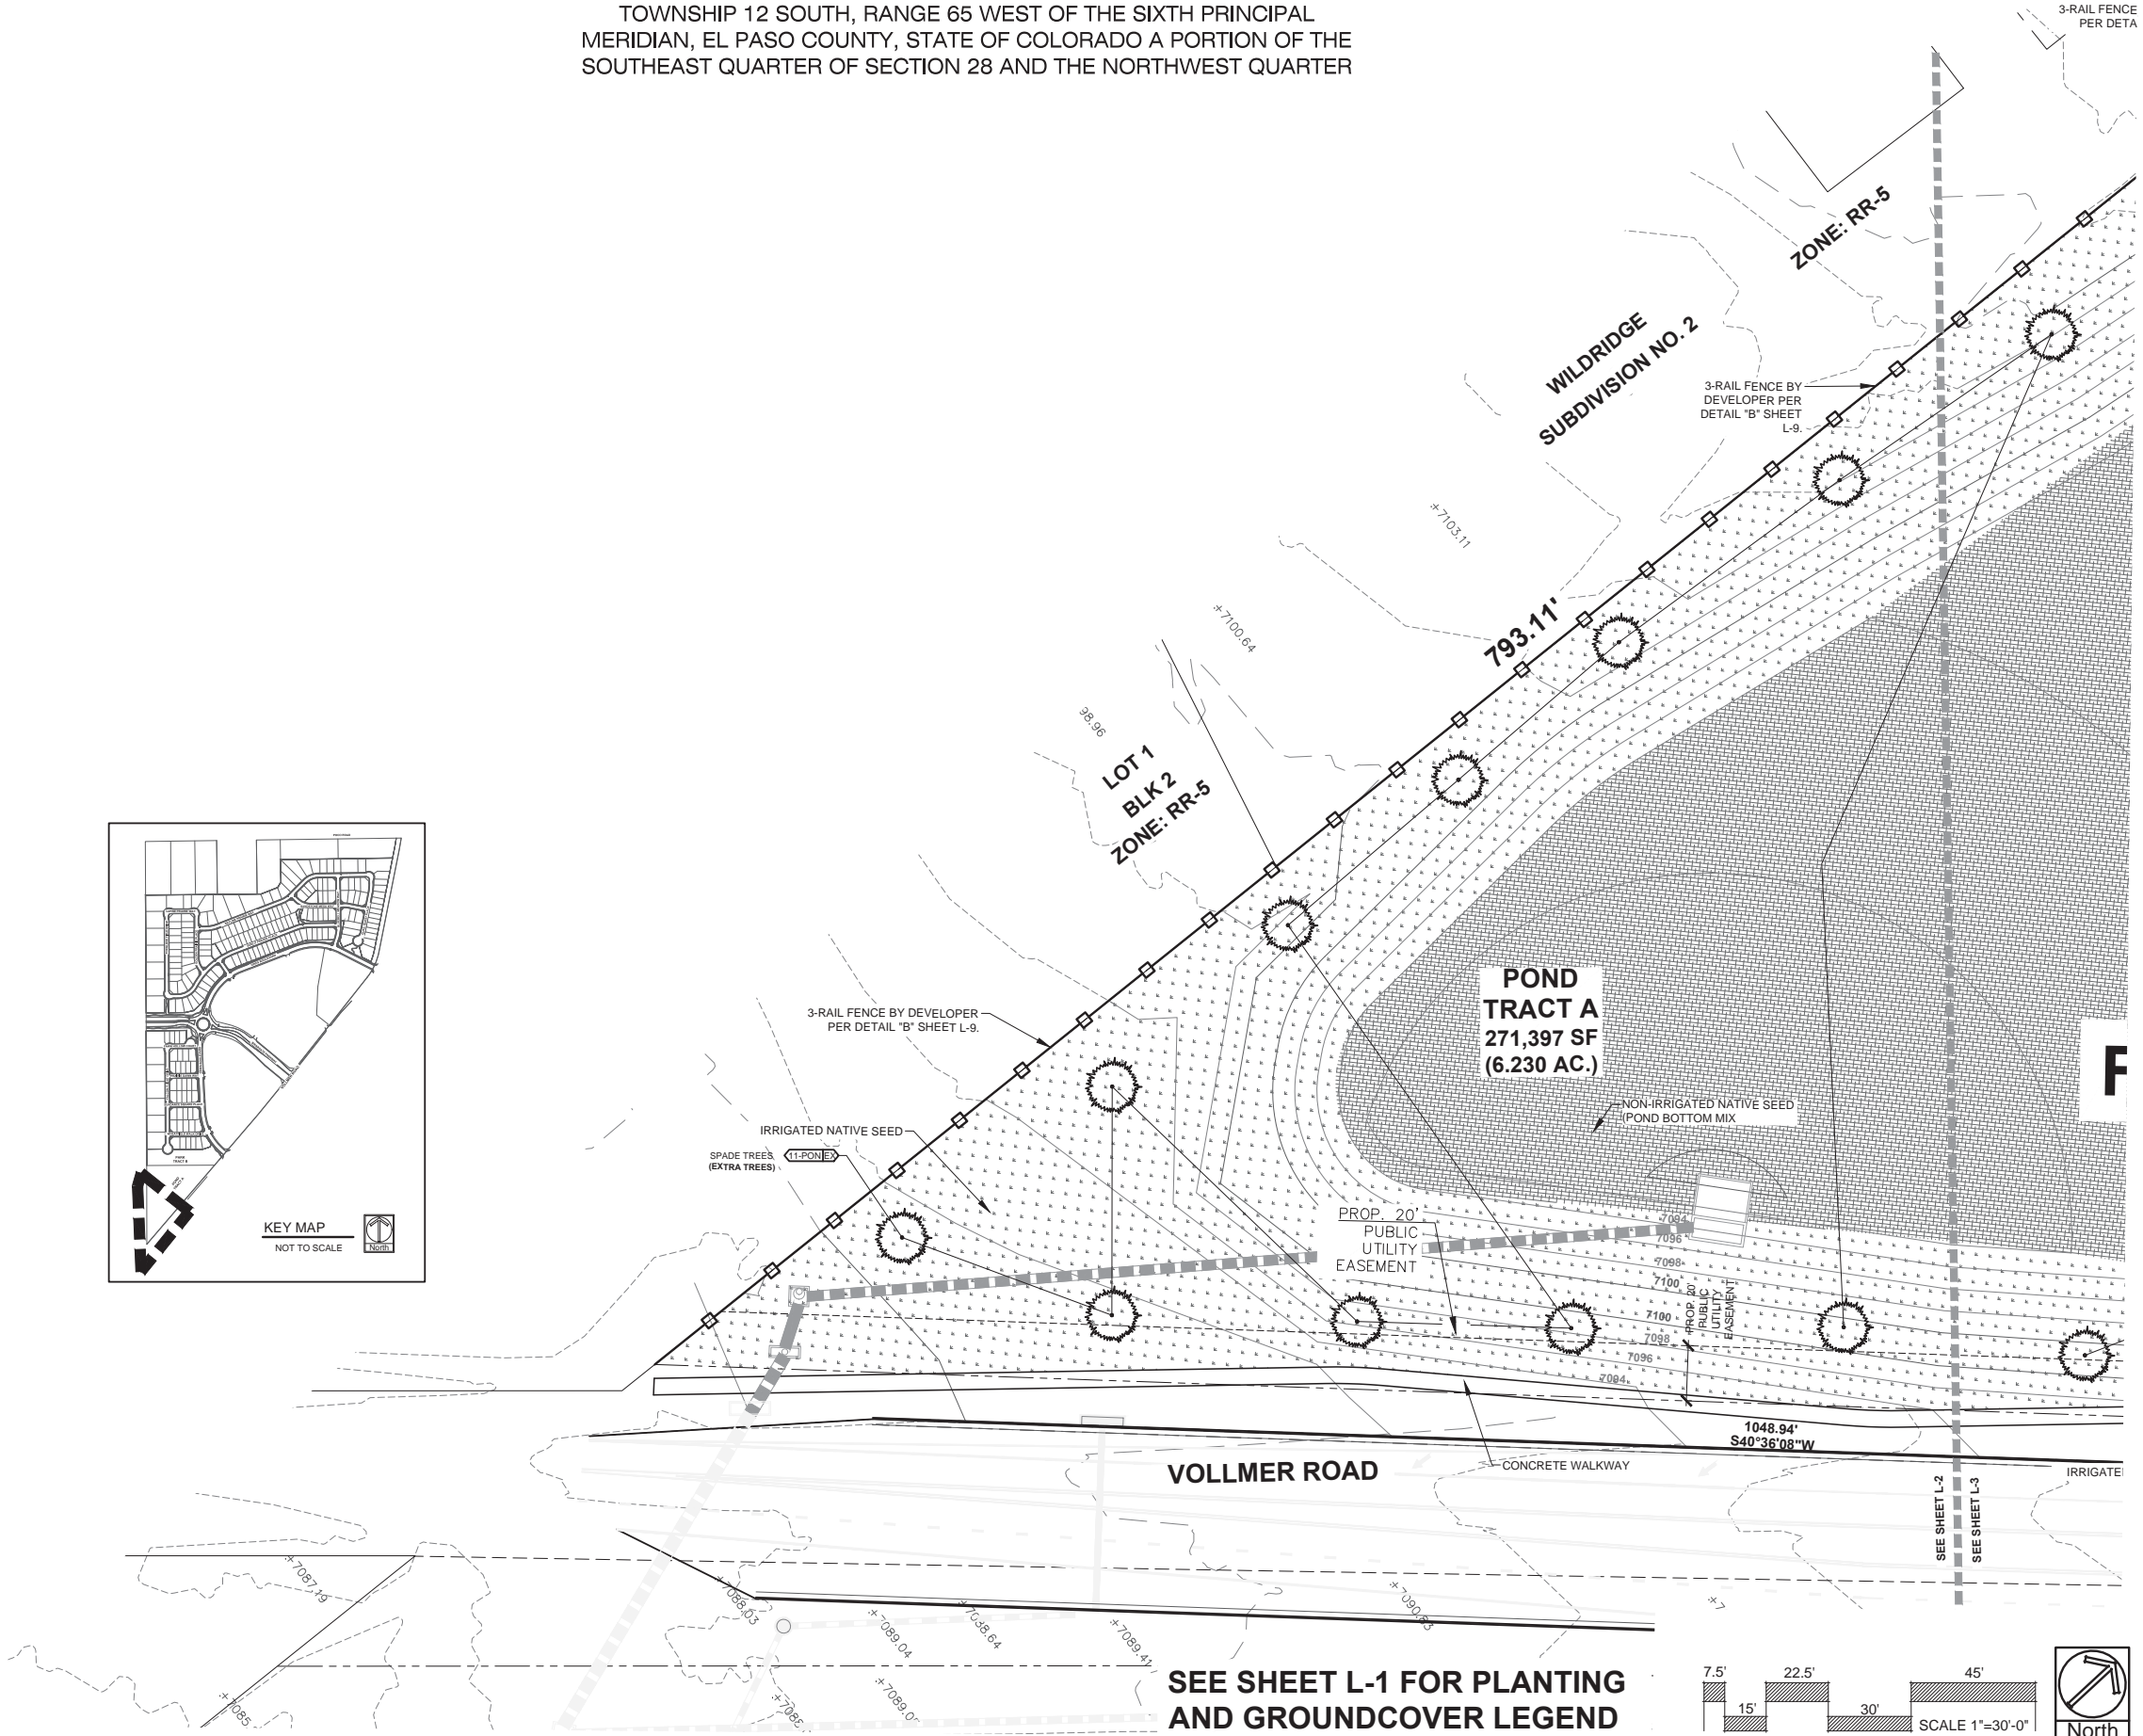 TOWNSHIP 12 SOUTH, RANGE 65 WEST OF THE SIXTH PRINCIPAL
MERIDIAN, EL PASO COUNTY, STATE OF COLORADO A PORTION OF THE
SOUTHEAST QUARTER OF SECTION 28 AND THE NORTHWEST QUARTER
3-RAIL FENCE
PER DETA
ZONE: RR-5
WILDRIDGE
SUBDIVISION NO. 2
3-RAIL FENCE BY
DEVELOPER PER
DETAIL "B" SHEET
L-9.
7103.11
793.11'
7100.64
98.96
LOT 1
BLK 2
ZONE: RR-5
3-RAIL FENCE BY DEVELOPER
PER DETAIL "B" SHEET L-9.
POND
TRACT A
271,397 SF
(6.230 AC.)
NON-IRRIGATED NATIVE SEED
(POND BOTTOM MIX
IRRIGATED NATIVE SEED
SPADE TREES
(EXTRA TREES)
11-PON EX
PROP. 20'
PUBLIC
UTILITY
EASEMENT
7094
7096
7098
7100
7100
7098
7096
7094
PROP. 20'
PUBLIC
UTILITY
EASEMENT
KEY MAP
NOT TO SCALE
North
1048.94'
S40°36'08"W
VOLLMER ROAD
CONCRETE WALKWAY
IRRIGATE
SEE SHEET L-2
SEE SHEET L-3
+7087.19
+7088.03
+7089.04
+7088.64
+7089.41
+7
+7085
SEE SHEET L-1 FOR PLANTING
AND GROUNDCOVER LEGEND
7.5'
22.5'
45'
15'
30'
SCALE 1"=30'-0"
North